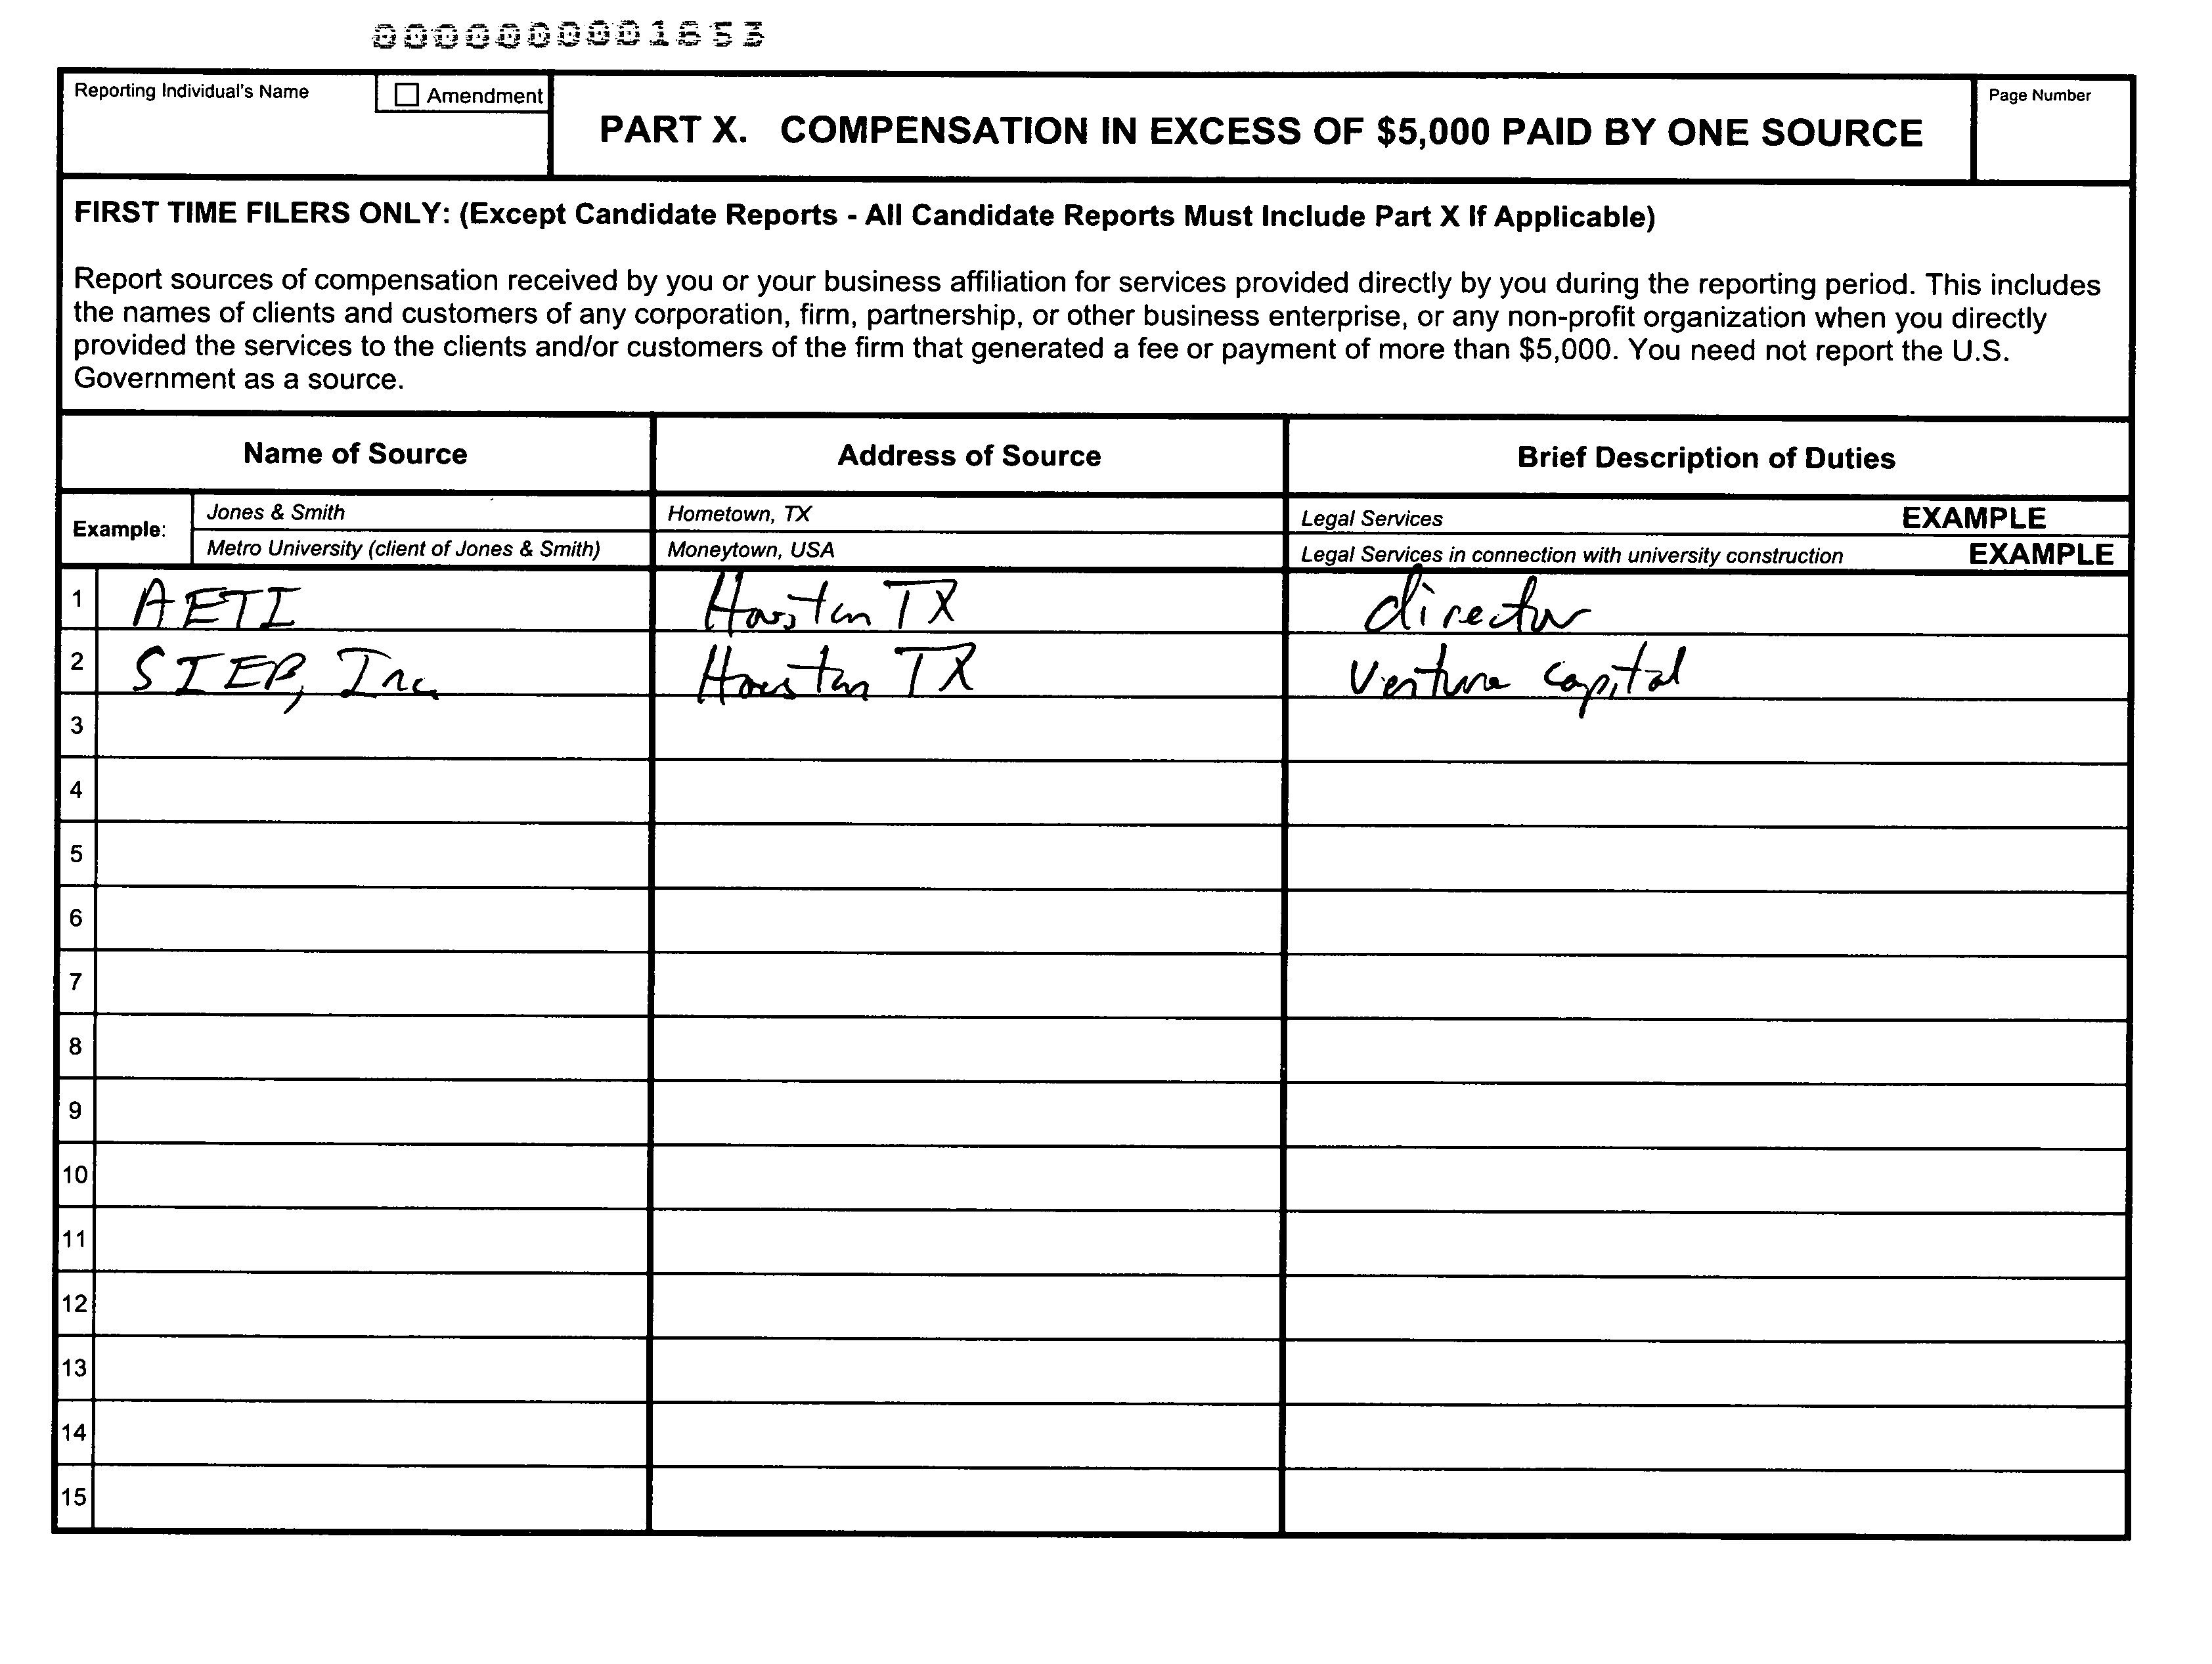 0000000001653
Reporting Individual's Name
☐ Amendment
PART X. COMPENSATION IN EXCESS OF $5,000 PAID BY ONE SOURCE
Page Number
FIRST TIME FILERS ONLY: (Except Candidate Reports - All Candidate Reports Must Include Part X If Applicable)
Report sources of compensation received by you or your business affiliation for services provided directly by you during the reporting period. This includes
the names of clients and customers of any corporation, firm, partnership, or other business enterprise, or any non-profit organization when you directly
provided the services to the clients and/or customers of the firm that generated a fee or payment of more than $5,000. You need not report the U.S.
Government as a source.
Name of Source Address of Source Brief Description of Duties
Example: Jones & Smith Hometown, TX Legal Services EXAMPLE
Metro University (client of Jones & Smith) Moneytown, USA Legal Services in connection with university construction EXAMPLE
1 AETI Houston TX director
2 SIEP, Inc Houston TX Venture capital
3
4
5
6
7
8
9
10
11
12
13
14
15